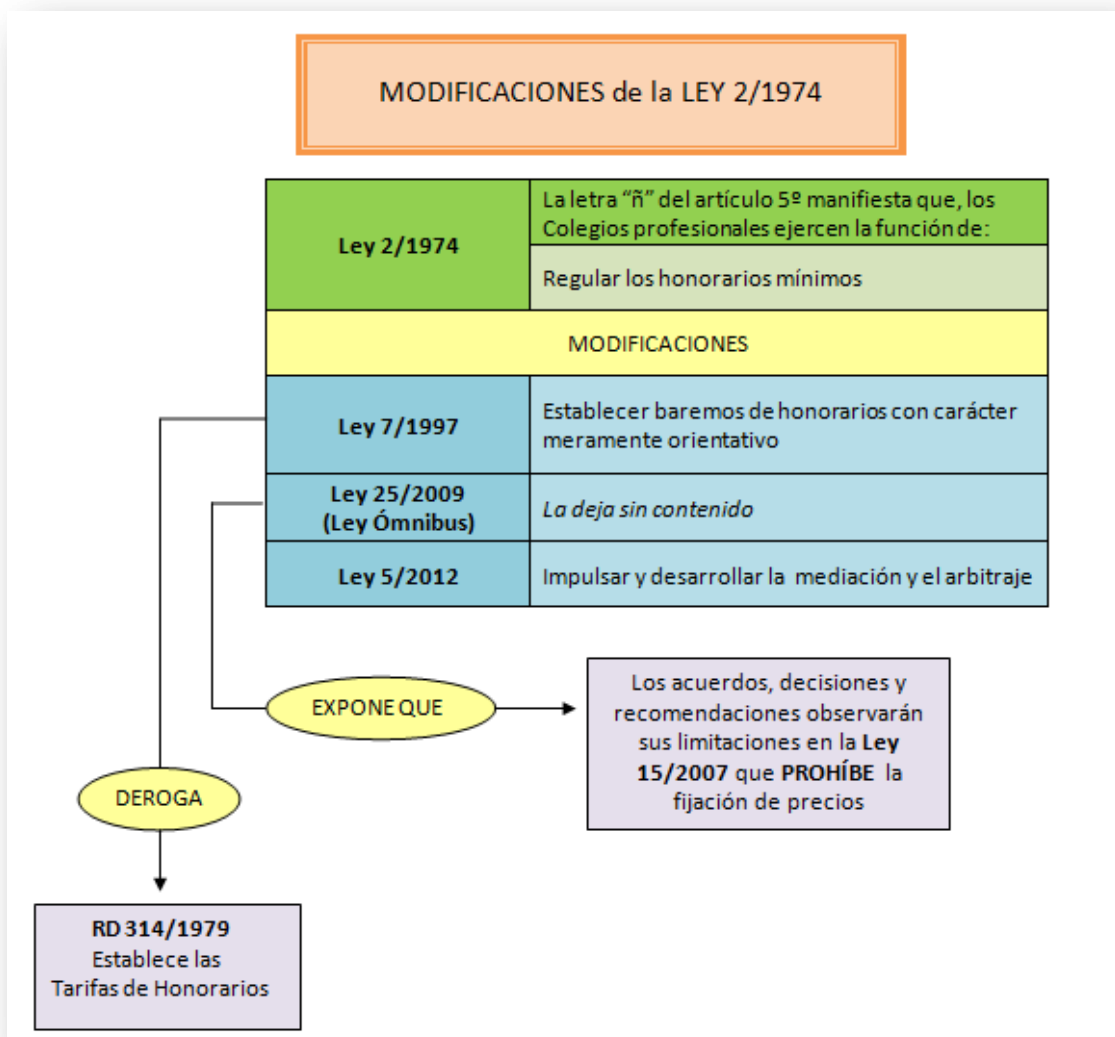 MODIFICACIONES de la LEY 2/1974
Ley 2/1974
La letra “ñ” del artículo 5º manifiesta que, los
Colegios profesionales ejercen la función de:
Regular los honorarios mínimos
MODIFICACIONES
Ley 7/1997
Establecer baremos de honorarios con carácter
meramente orientativo
Ley 25/2009
(Ley Ómnibus)
La deja sin contenido
Ley 5/2012
Impulsar y desarrollar la mediación y el arbitraje
EXPONE QUE
Los acuerdos, decisiones y
recomendaciones observarán
sus limitaciones en la Ley
15/2007 que PROHÍBE la
fijación de precios
DEROGA
RD 314/1979
Establece las
Tarifas de Honorarios